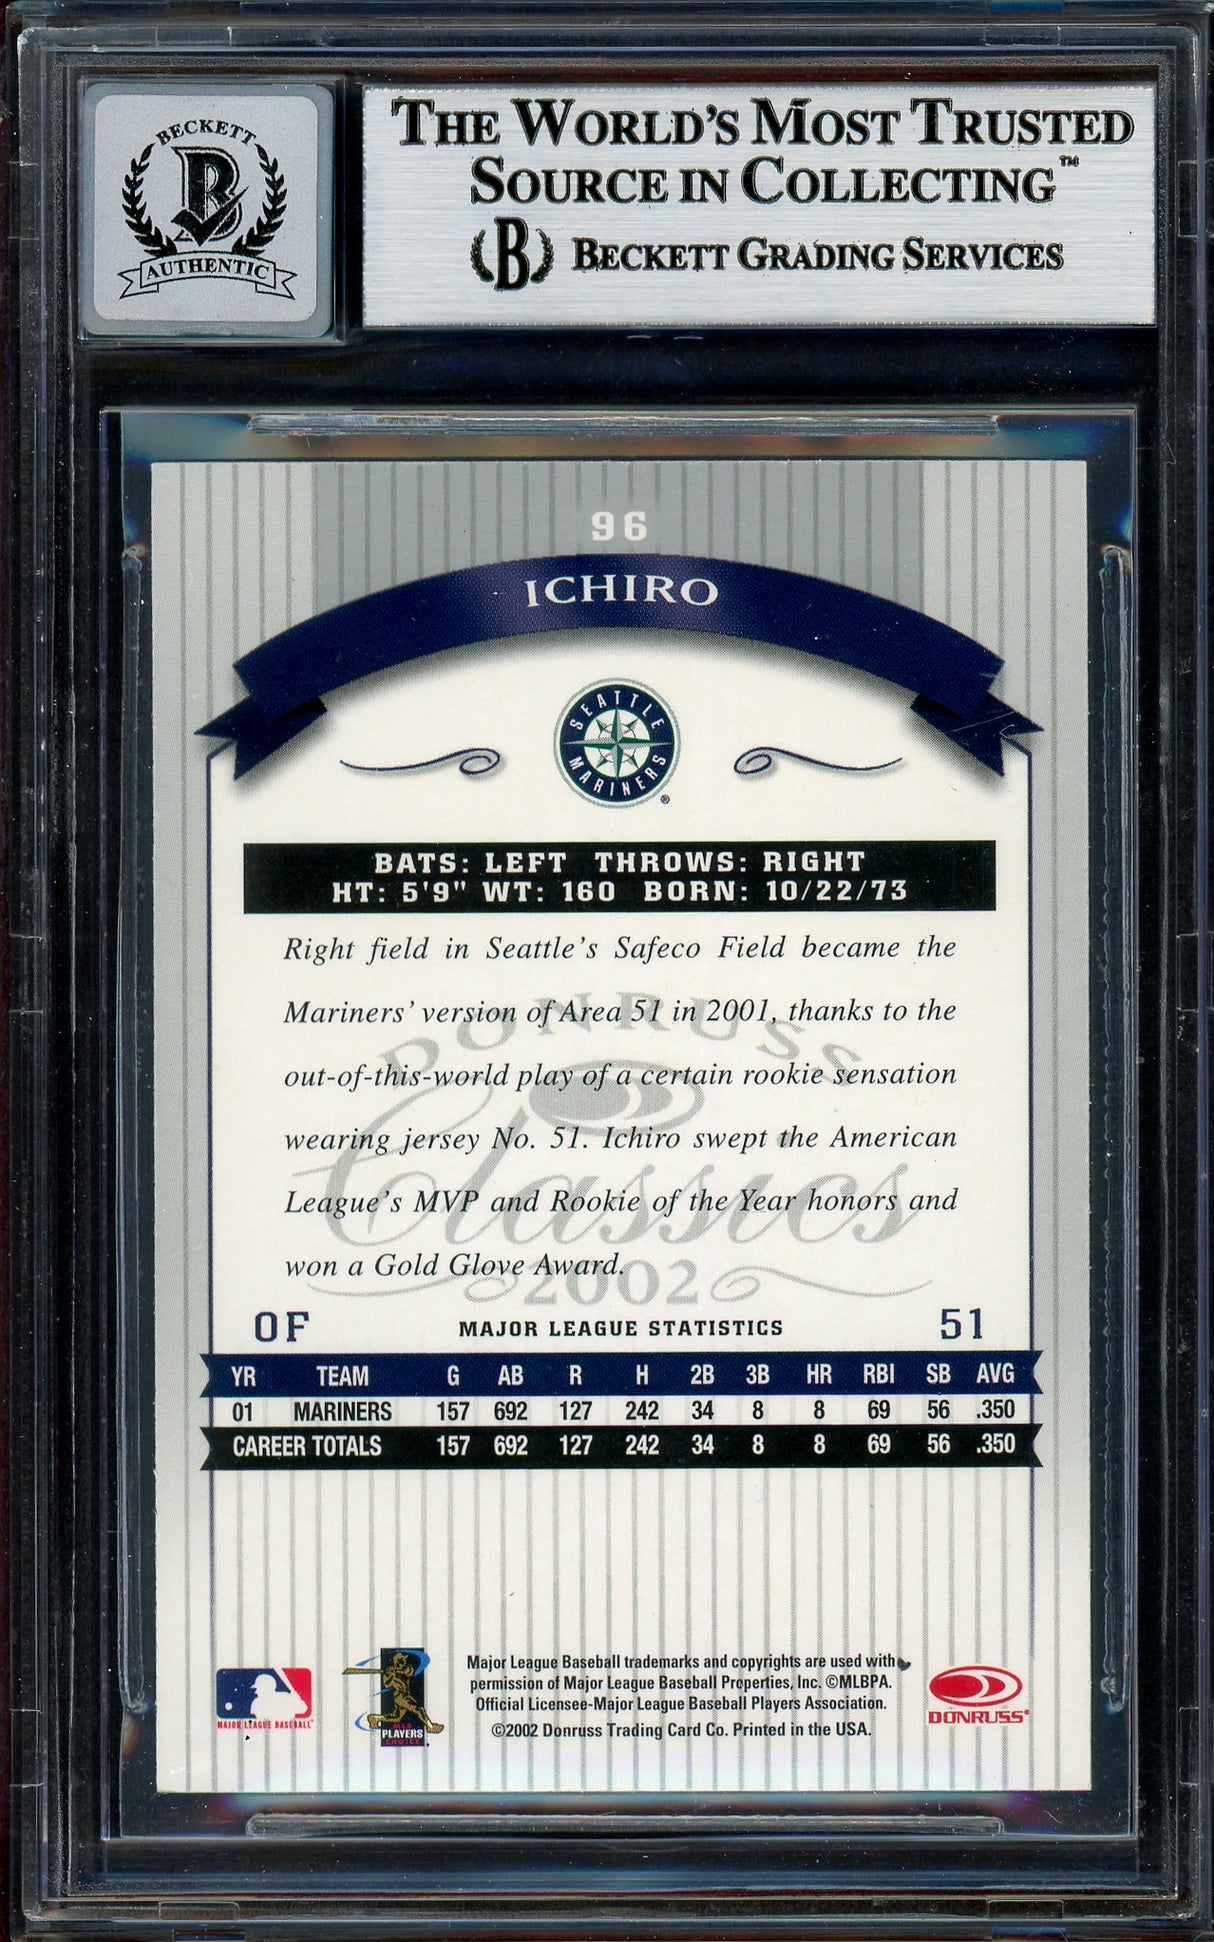 BECKETT
B
AUTHENTIC
THE WORLD'S MOST TRUSTED
SOURCE IN COLLECTING™
B BECKETT GRADING SERVICES
96
ICHIRO
SEATTLE
MARINERS
®
BATS: LEFT THROWS: RIGHT
HT: 5'9" WT: 160 BORN: 10/22/73
Right field in Seattle's Safeco Field became the
Mariners' version of Area 51 in 2001, thanks to the
out-of-this-world play of a certain rookie sensation
wearing jersey No. 51. Ichiro swept the American
League's MVP and Rookie of the Year honors and
won a Gold Glove Award.
DONRUSS
Classics
2002
OF MAJOR LEAGUE STATISTICS 51
YR TEAM G AB R H 2B 3B HR RBI SB AVG
01 MARINERS 157 692 127 242 34 8 8 69 56 .350
CAREER TOTALS 157 692 127 242 34 8 8 69 56 .350
Major League Baseball trademarks and copyrights are used with
permission of Major League Baseball Properties, Inc. ©MLBPA.
Official Licensee-Major League Baseball Players Association.
©2002 Donruss Trading Card Co. Printed in the USA.
MAJOR LEAGUE BASEBALL
MLB
PLAYERS
CHOICE
DONRUSS®